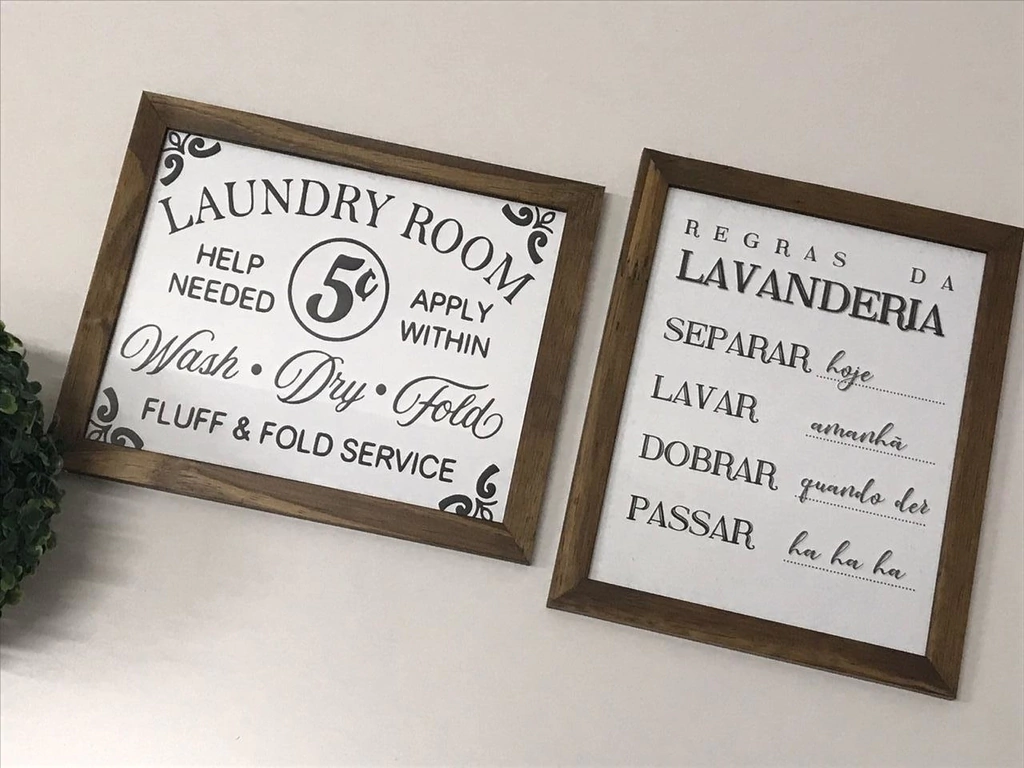 LAUNDRY ROOM
HELP
NEEDED
5¢
APPLY
WITHIN
Wash • Dry • Fold
FLUFF & FOLD SERVICE
REGRAS DA
LAVANDERIA
SEPARAR hoje
LAVAR amanhã
DOBRAR quando der
PASSAR ha ha ha